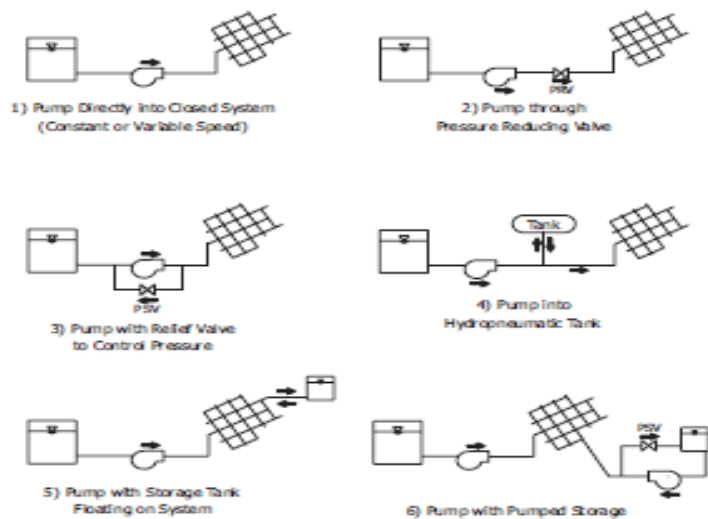 1) Pump Directly into Closed System
(Constant or Variable Speed)
PRV
2) Pump through
Pressure Reducing Valve
PSV
3) Pump with Relief Valve
to Control Pressure
Tank
4) Pump into
Hydropneumatic Tank
5) Pump with Storage Tank
Floating on System
PSV
6) Pump with Pumped Storage